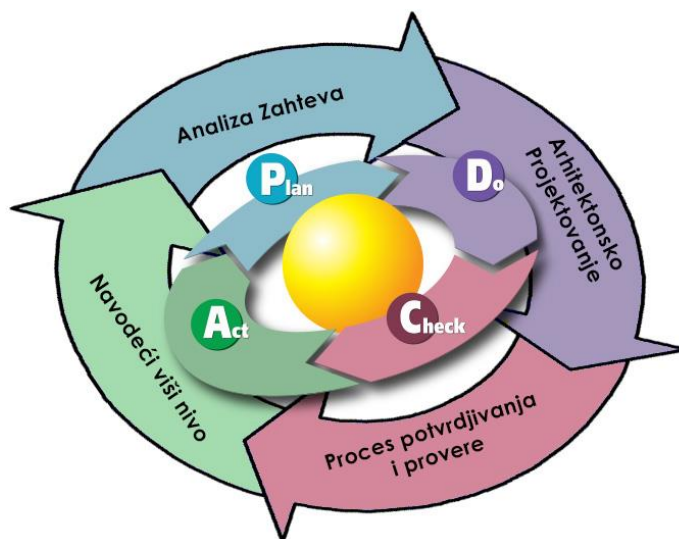 Analiza Zahteva
Plan
Do
Arhitektonsko
Projektovanje
Act
Check
Navodeći viši nivo
Proces potvrdjivanja
i provere